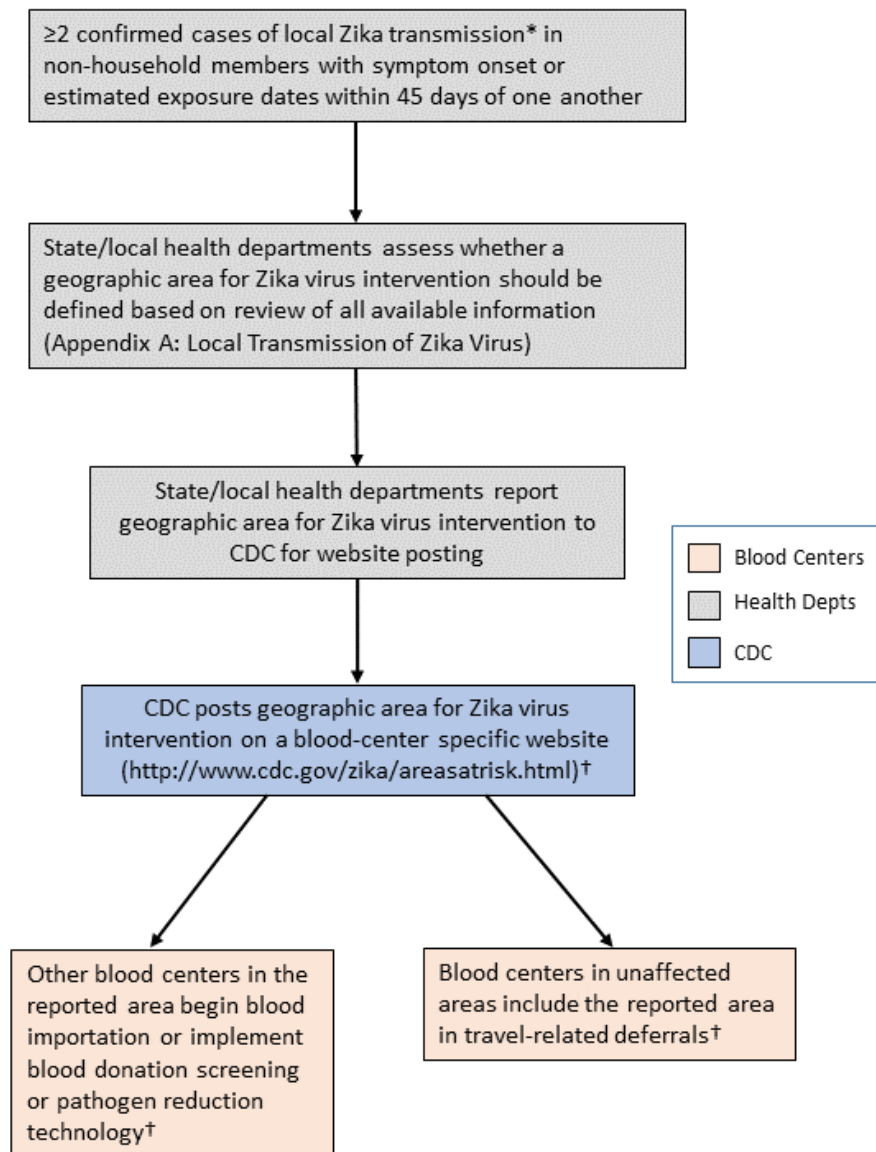 ≥2 confirmed cases of local Zika transmission* in
non-household members with symptom onset or
estimated exposure dates within 45 days of one another
State/local health departments assess whether a
geographic area for Zika virus intervention should be
defined based on review of all available information
(Appendix A: Local Transmission of Zika Virus)
State/local health departments report
geographic area for Zika virus intervention to
CDC for website posting
Blood Centers
Health Depts
CDC
CDC posts geographic area for Zika virus
intervention on a blood-center specific website
(http://www.cdc.gov/zika/areasatrisk.html)†
Other blood centers in the
reported area begin blood
importation or implement
blood donation screening
or pathogen reduction
technology†
Blood centers in unaffected
areas include the reported area
in travel-related deferrals†